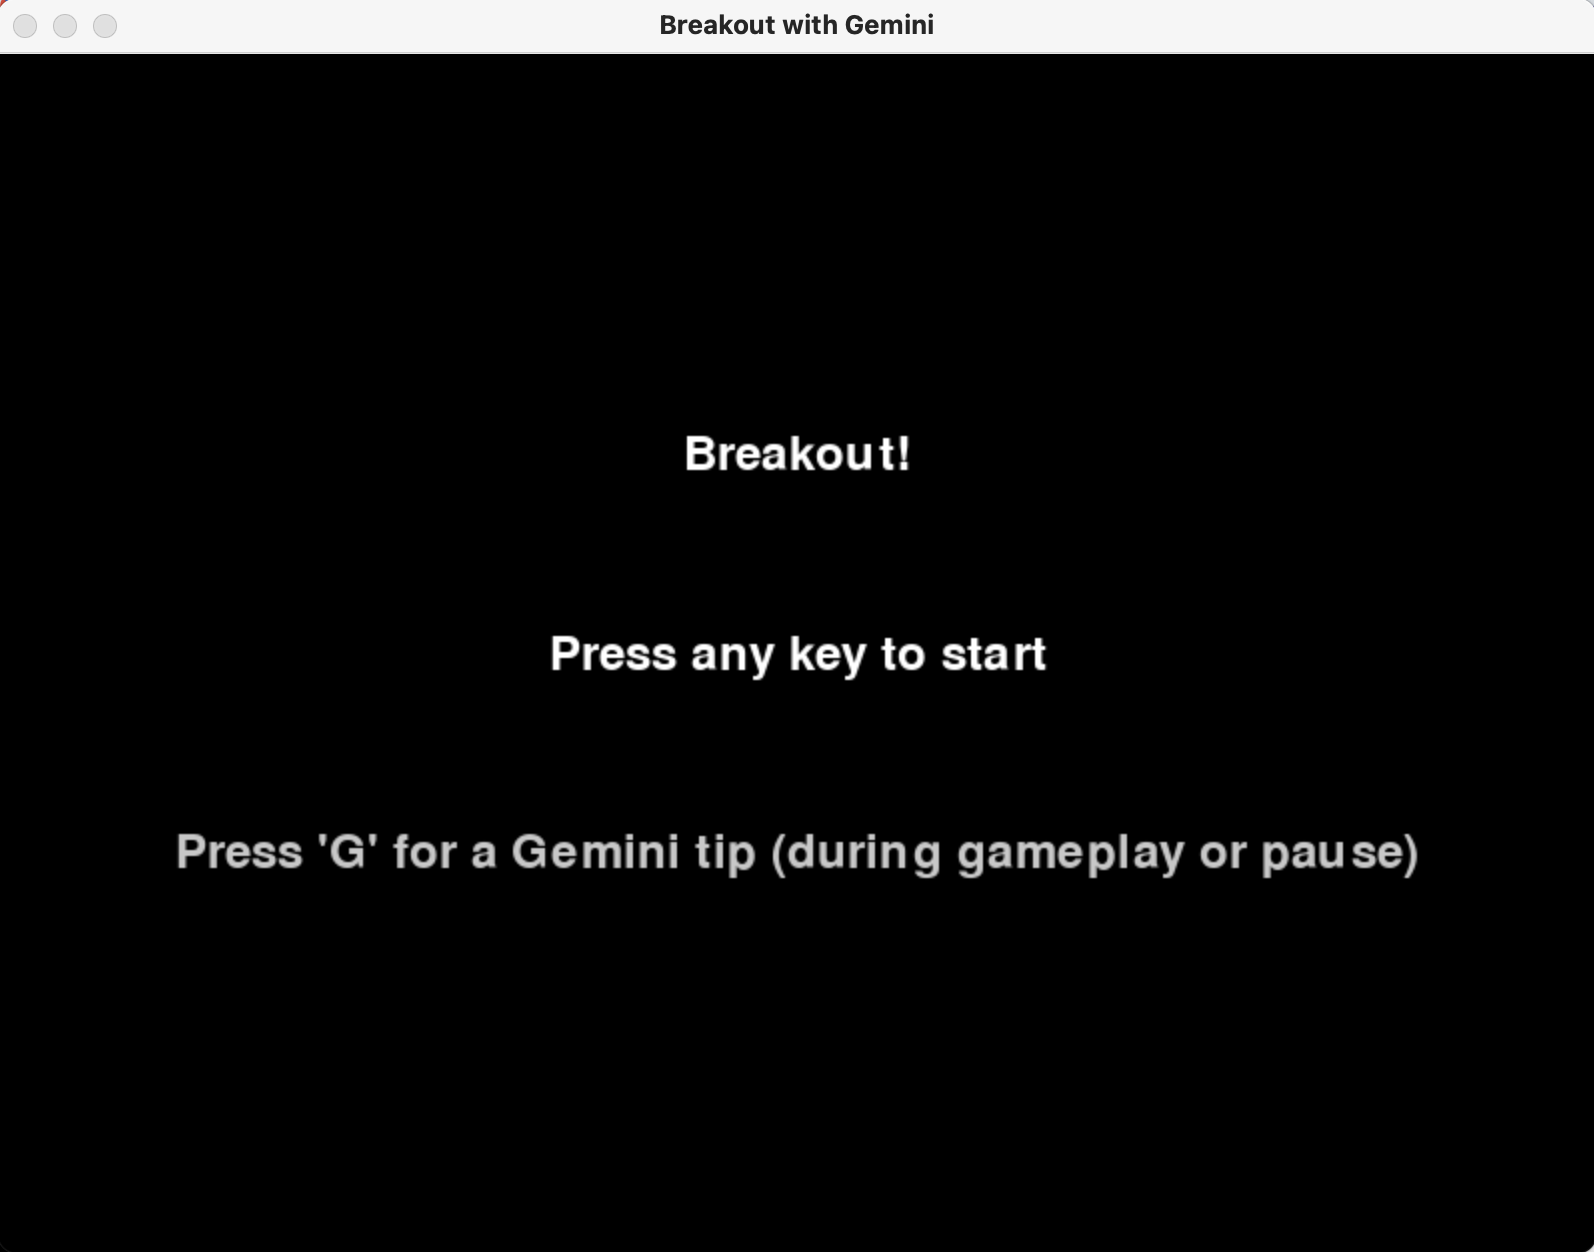 Breakout with Gemini
Breakout!
Press any key to start
Press 'G' for a Gemini tip (during gameplay or pause)